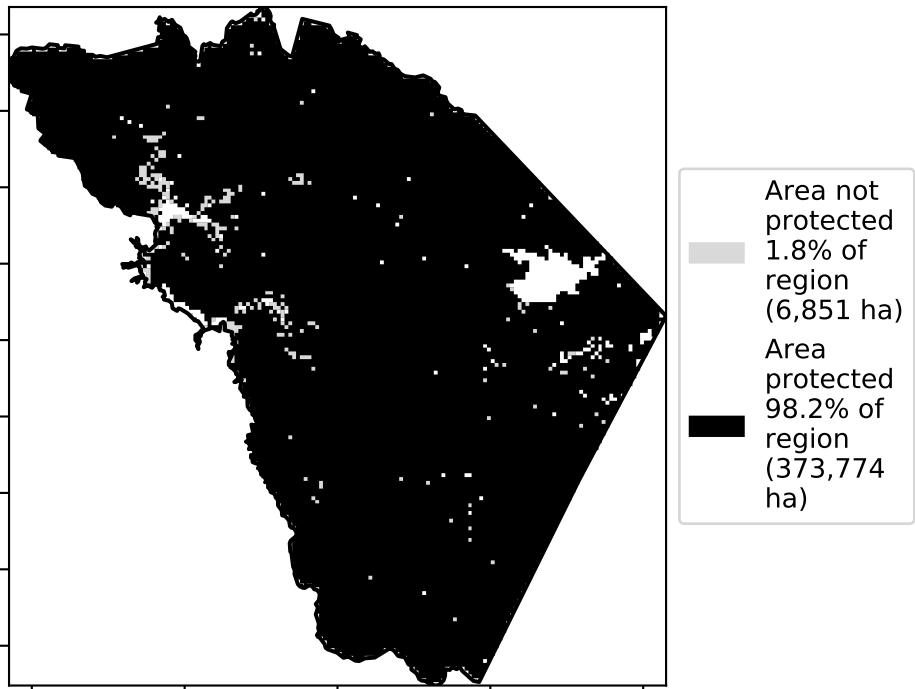 Area not
protected
1.8% of
region
(6,851 ha)
Area
protected
98.2% of
region
(373,774
ha)